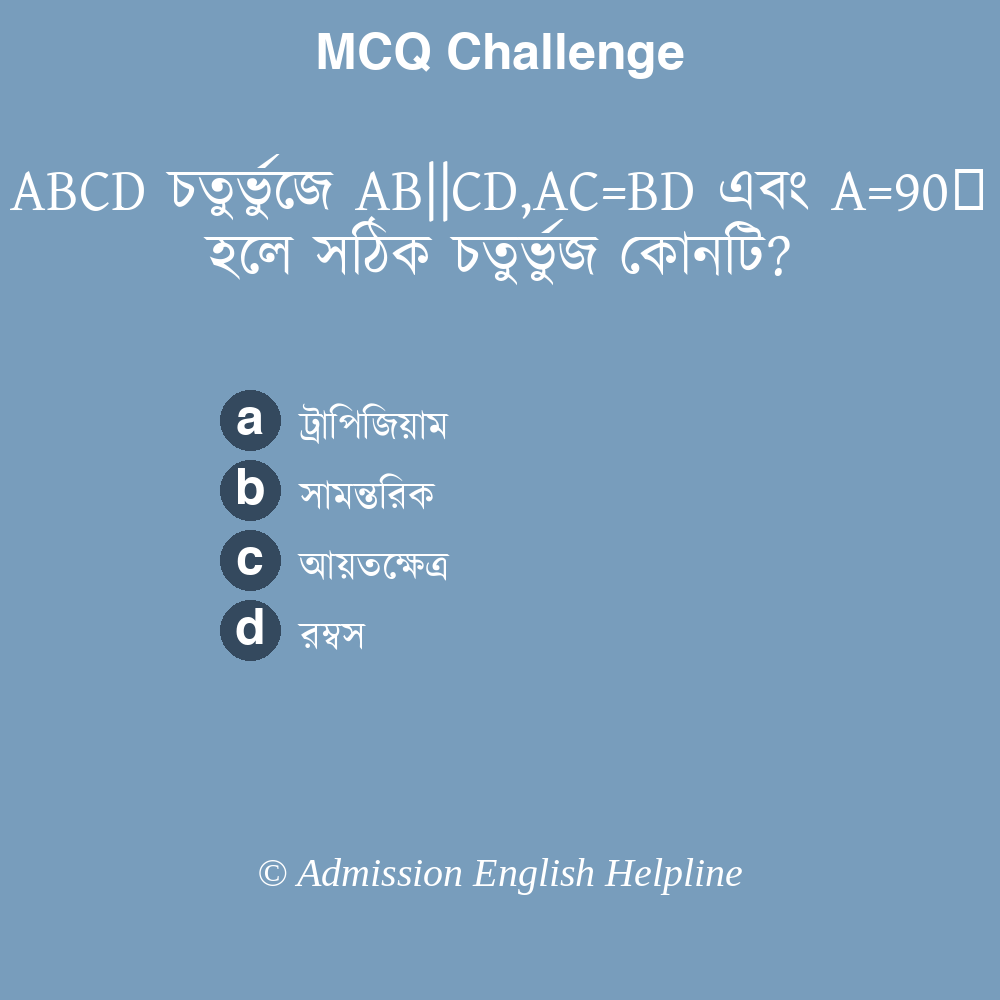 MCQ Challenge
ABCD চতুর্ভুজে AB||CD,AC=BD এবং A=90▯
হলে সঠিক চতুর্ভুজ কোনটি?
a ট্রাপিজিয়াম
b সামন্তরিক
c আয়তক্ষেত্র
d রম্বস
© Admission English Helpline